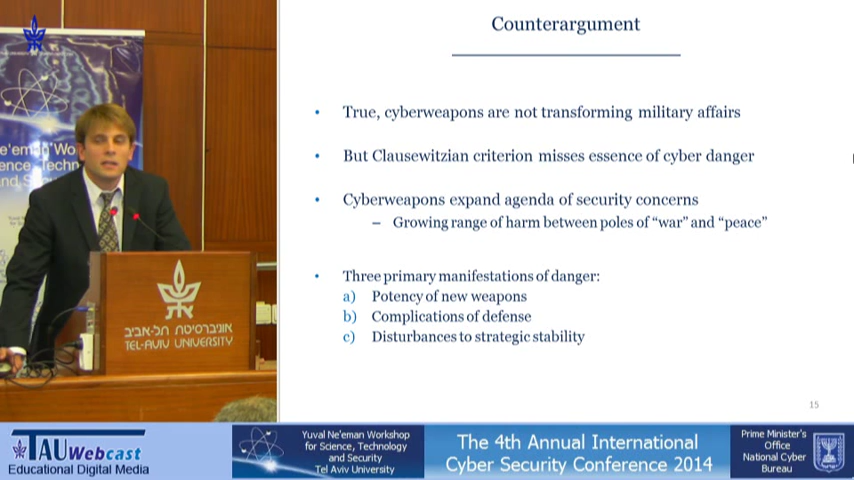 Counterargument
• True, cyberweapons are not transforming military affairs
• But Clausewitzian criterion misses essence of cyber danger
• Cyberweapons expand agenda of security concerns
– Growing range of harm between poles of “war” and “peace”
• Three primary manifestations of danger:
a) Potency of new weapons
b) Complications of defense
c) Disturbances to strategic stability
15
אוניברסיטת תל-אביב
TEL-AVIV UNIVERSITY
TAU Webcast
Educational Digital Media
Yuval Ne'eman Workshop
for Science, Technology
and Security
Tel Aviv University
The 4th Annual International
Cyber Security Conference 2014
Prime Minister's
Office
National Cyber
Bureau